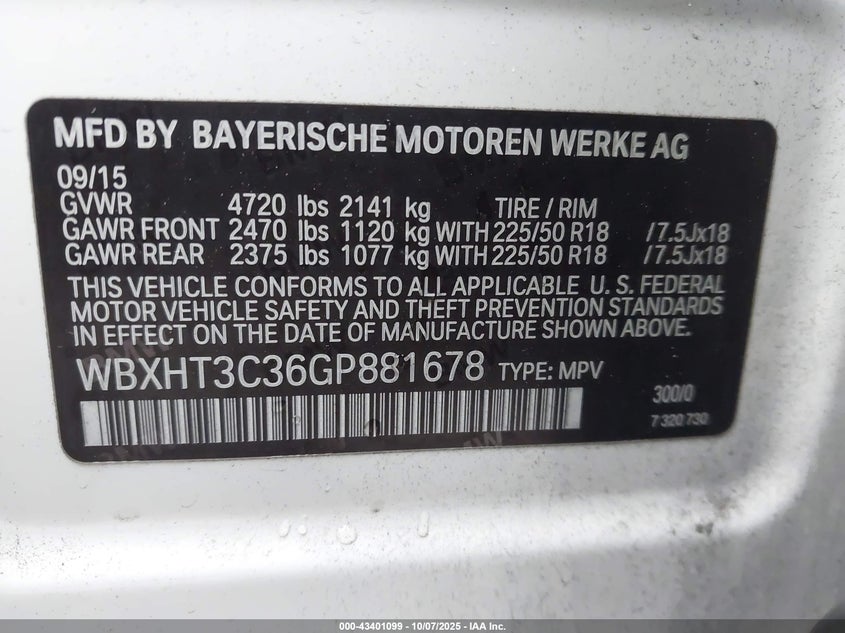 MFD BY BAYERISCHE MOTOREN WERKE AG
09/15
GVWR 4720 lbs 2141 kg TIRE / RIM
GAWR FRONT 2470 lbs 1120 kg WITH 225/50 R18 / 7.5Jx18
GAWR REAR 2375 lbs 1077 kg WITH 225/50 R18 / 7.5Jx18
THIS VEHICLE CONFORMS TO ALL APPLICABLE U. S. FEDERAL
MOTOR VEHICLE SAFETY AND THEFT PREVENTION STANDARDS
IN EFFECT ON THE DATE OF MANUFACTURE SHOWN ABOVE.
WBXHT3C36GP881678 TYPE: MPV
300/0
7 320 730
000-43401099 - 10/07/2025 - IAA Inc.